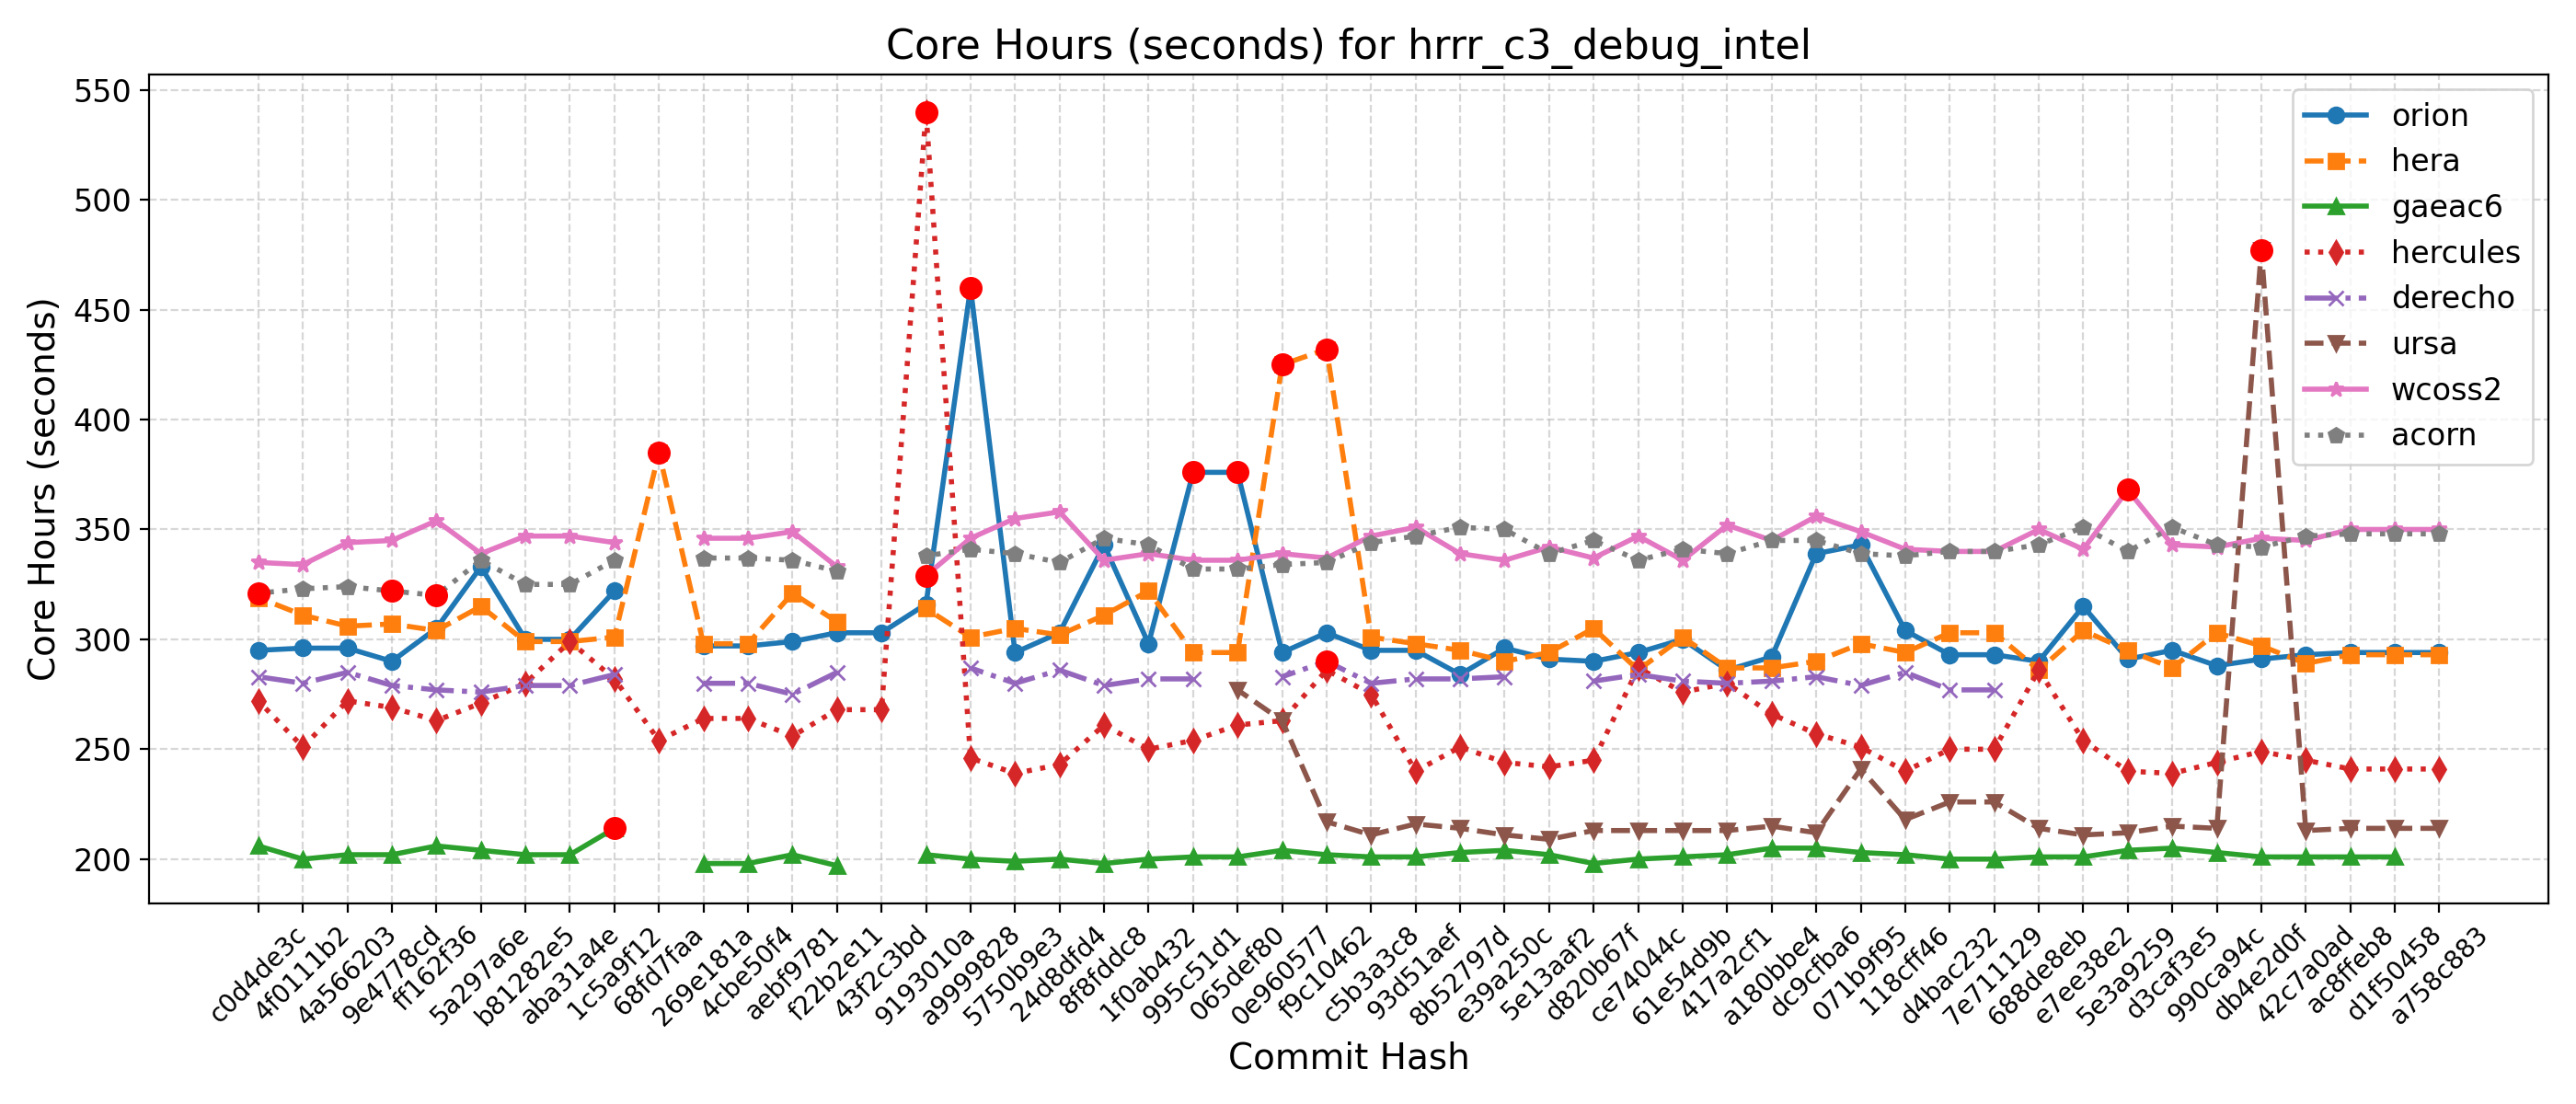 Core Hours (seconds) for hrrr_c3_debug_intel
Core Hours (seconds)
550
500
450
400
350
300
250
200
orion
hera
gaeac6
hercules
derecho
ursa
wcoss2
acorn
c0d4de3c
4f0111b2
4a566203
9e4778cd
ff162f36
5a297a6e
b81282e5
aba31a4e
1c5a9f12
68fd7faa
269e181a
4cbe50f4
aebf9781
f22b2e11
43f2c3bd
9193010a
a9999828
5750b9e3
24d8dfd4
8f8fddc8
1f0ab432
995c51d1
065def80
0e960577
f9c10462
c5b3a3c8
93d51aef
8b52797d
e39a250c
5e13aaf2
d820b67f
ce74044c
61e54d9b
417a2cf1
a180bbe4
dc9cfba6
071b9f95
118cff46
d4bac232
7e711129
688de8eb
e7ee38e2
5e3a9259
d3caf3e5
990ca94c
db4e2d0f
42c7a0ad
ac8ffeb8
d1f50458
a758c883
Commit Hash